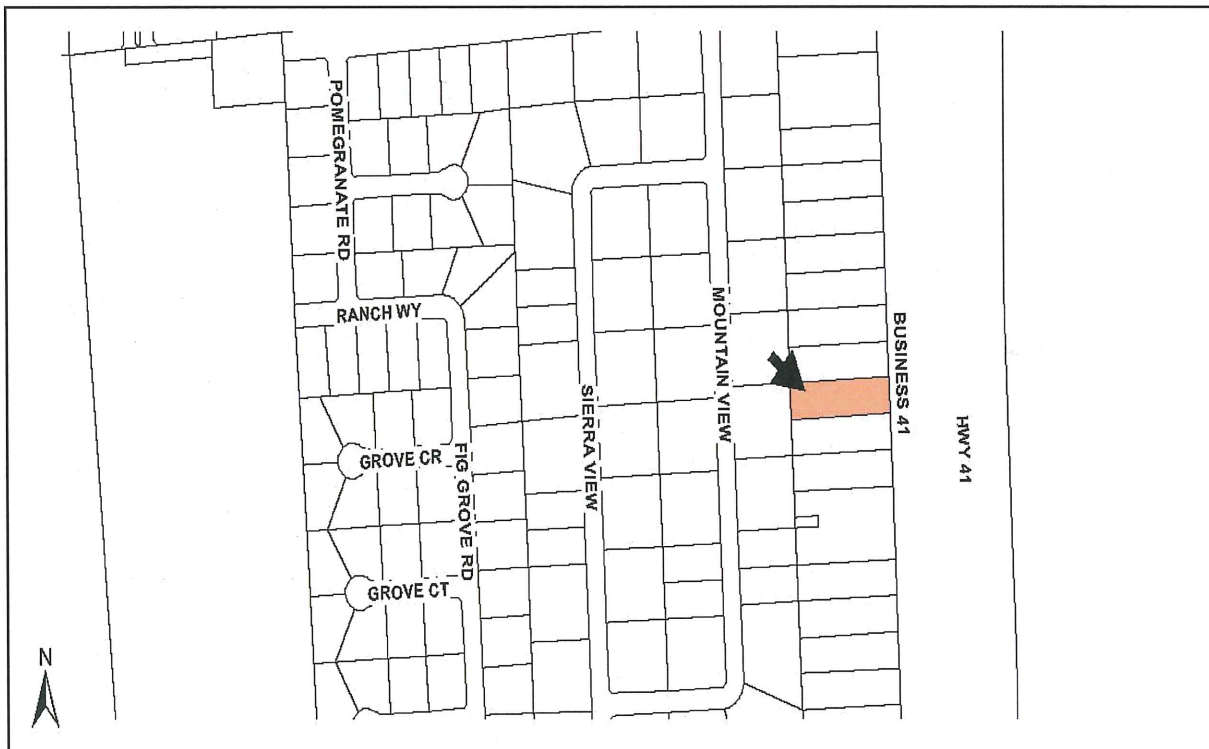 POMEGRANATE RD
RANCH WY
MOUNTAIN VIEW
BUSINESS 41
SIERRA VIEW
HWY 41
GROVE CR
FIG GROVE RD
GROVE CT
N